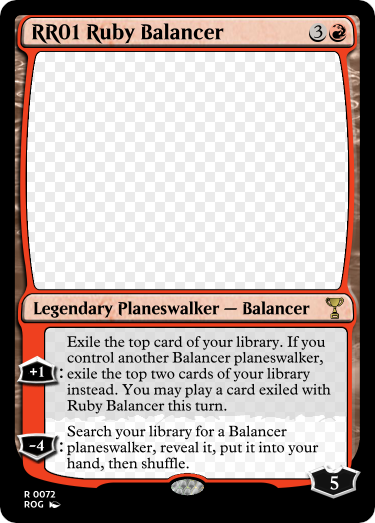 RR01 Ruby Balancer 3
Legendary Planeswalker — Balancer
Exile the top card of your library. If you
control another Balancer planeswalker,
+1: exile the top two cards of your library
instead. You may play a card exiled with
Ruby Balancer this turn.
Search your library for a Balancer
-4: planeswalker, reveal it, put it into your
hand, then shuffle.
5
R 0072
ROG